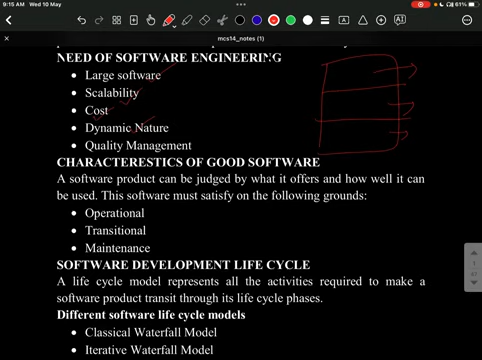 9:15 AM Wed 10 May
61%
mcs14_notes (1)
NEED OF SOFTWARE ENGINEERING
• Large software
• Scalability
• Cost
• Dynamic Nature
• Quality Management
CHARACTERESTICS OF GOOD SOFTWARE
A software product can be judged by what it offers and how well it can
be used. This software must satisfy on the following grounds:
• Operational
• Transitional
• Maintenance
SOFTWARE DEVELOPMENT LIFE CYCLE
A life cycle model represents all the activities required to make a
software product transit through its life cycle phases.
Different software life cycle models
• Classical Waterfall Model
• Iterative Waterfall Model